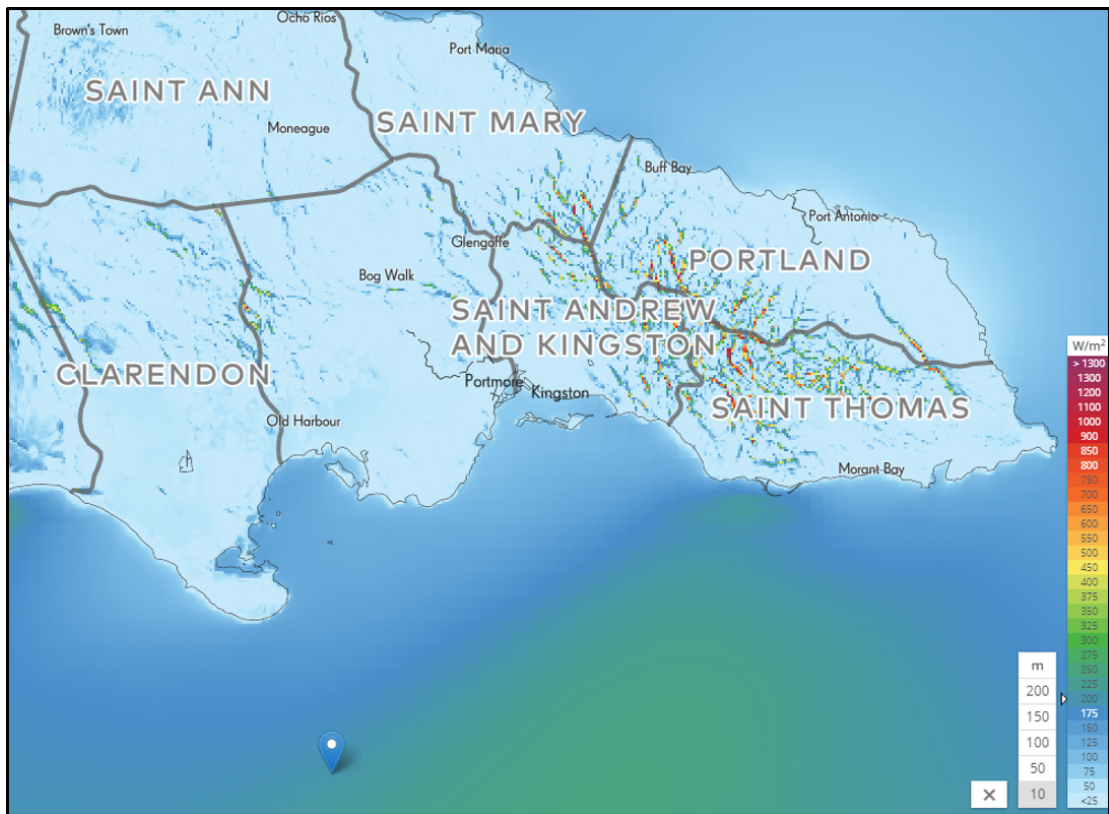 Ocho Rios
Brown's Town
Port Maria
SAINT ANN
SAINT MARY
Moneague
Buff Bay
Port Antonio
Glengoffe
PORTLAND
Bog Walk
SAINT ANDREW
AND KINGSTON
CLARENDON
Portmore
Kingston
SAINT THOMAS
Old Harbour
Morant Bay
W/m²
> 1300
1300
1200
1100
1000
900
850
800
750
700
650
600
550
500
450
400
375
350
325
300
275
250
225
200
175
150
125
100
75
50
<25
m
200
150
100
50
10